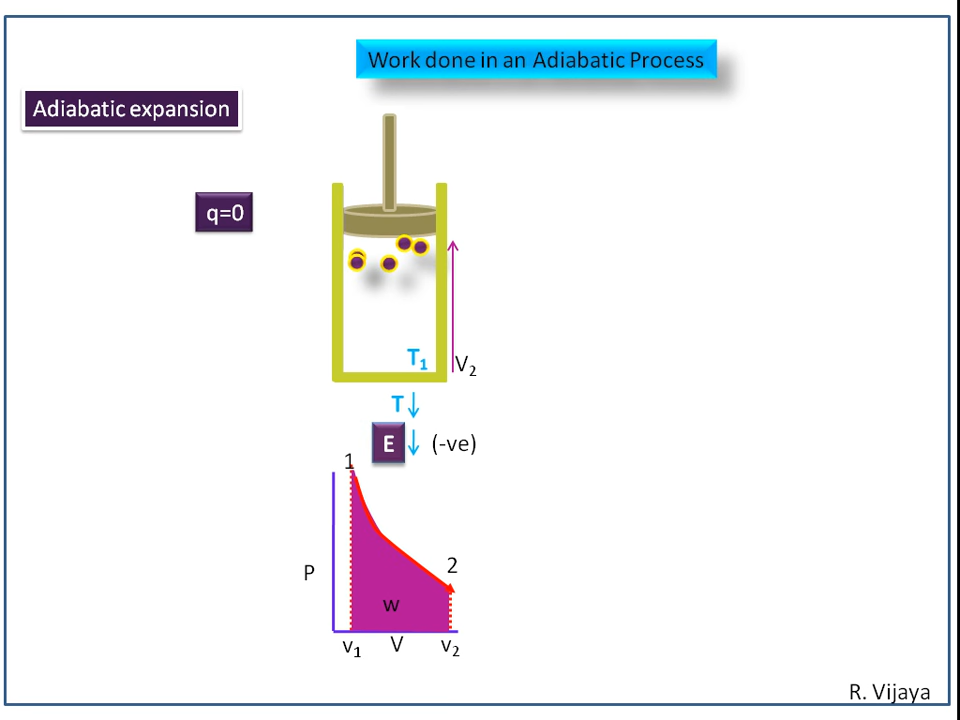 Work done in an Adiabatic Process
Adiabatic expansion
q=0
T₁
V₂
T ↓
E ↓ (-ve)
1
2
P
w
v₁ V v₂
R. Vijaya